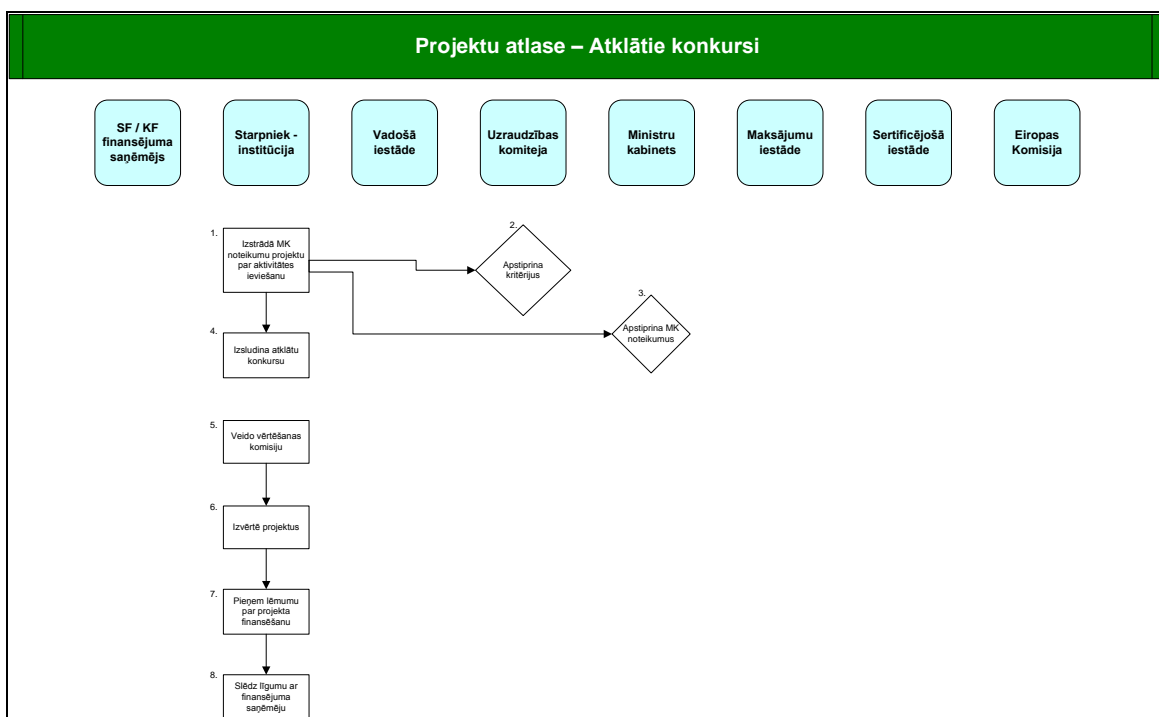 Projektu atlase – Atklātie konkursi
SF / KF
finansējuma
saņēmējs
Starpniek -
institūcija
Vadošā
iestāde
Uzraudzības
komiteja
Ministru
kabinets
Maksājumu
iestāde
Sertificējošā
iestāde
Eiropas
Komisija
1.
Izstrādā MK
noteikumu projektu
par aktivitātes
ieviešanu
2.
Apstiprina
kritērijus
3.
Apstiprina MK
noteikumus
4.
Izsludina atklātu
konkursu
5.
Veido vērtēšanas
komisiju
6.
Izvērtē projektus
7.
Pieņem lēmumu
par projekta
finansēšanu
8.
Slēdz līgumu ar
finansējuma
saņēmēju